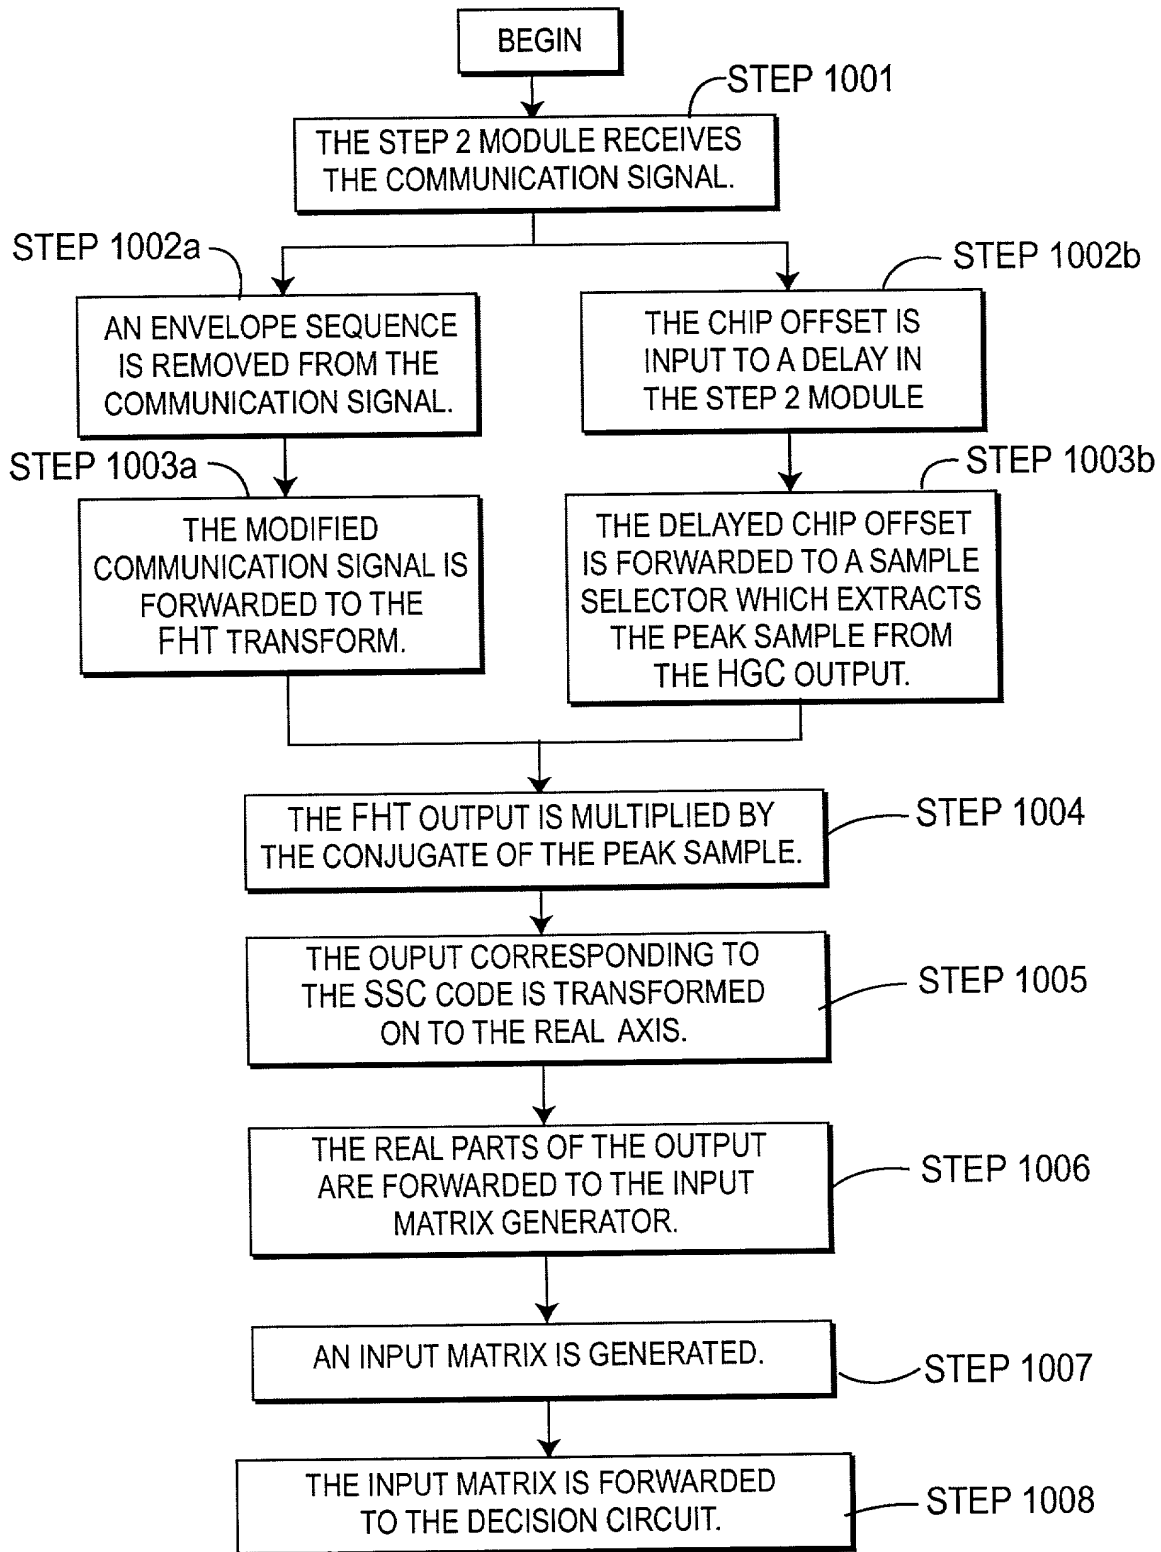 BEGIN
STEP 1001
THE STEP 2 MODULE RECEIVES
THE COMMUNICATION SIGNAL.
STEP 1002a
AN ENVELOPE SEQUENCE
IS REMOVED FROM THE
COMMUNICATION SIGNAL.
STEP 1002b
THE CHIP OFFSET IS
INPUT TO A DELAY IN
THE STEP 2 MODULE
STEP 1003a
THE MODIFIED
COMMUNICATION SIGNAL IS
FORWARDED TO THE
FHT TRANSFORM.
STEP 1003b
THE DELAYED CHIP OFFSET
IS FORWARDED TO A SAMPLE
SELECTOR WHICH EXTRACTS
THE PEAK SAMPLE FROM
THE HGC OUTPUT.
THE FHT OUTPUT IS MULTIPLIED BY
THE CONJUGATE OF THE PEAK SAMPLE.
STEP 1004
THE OUPUT CORRESPONDING TO
THE SSC CODE IS TRANSFORMED
ON TO THE REAL AXIS.
STEP 1005
THE REAL PARTS OF THE OUTPUT
ARE FORWARDED TO THE INPUT
MATRIX GENERATOR.
STEP 1006
AN INPUT MATRIX IS GENERATED.
STEP 1007
THE INPUT MATRIX IS FORWARDED
TO THE DECISION CIRCUIT.
STEP 1008